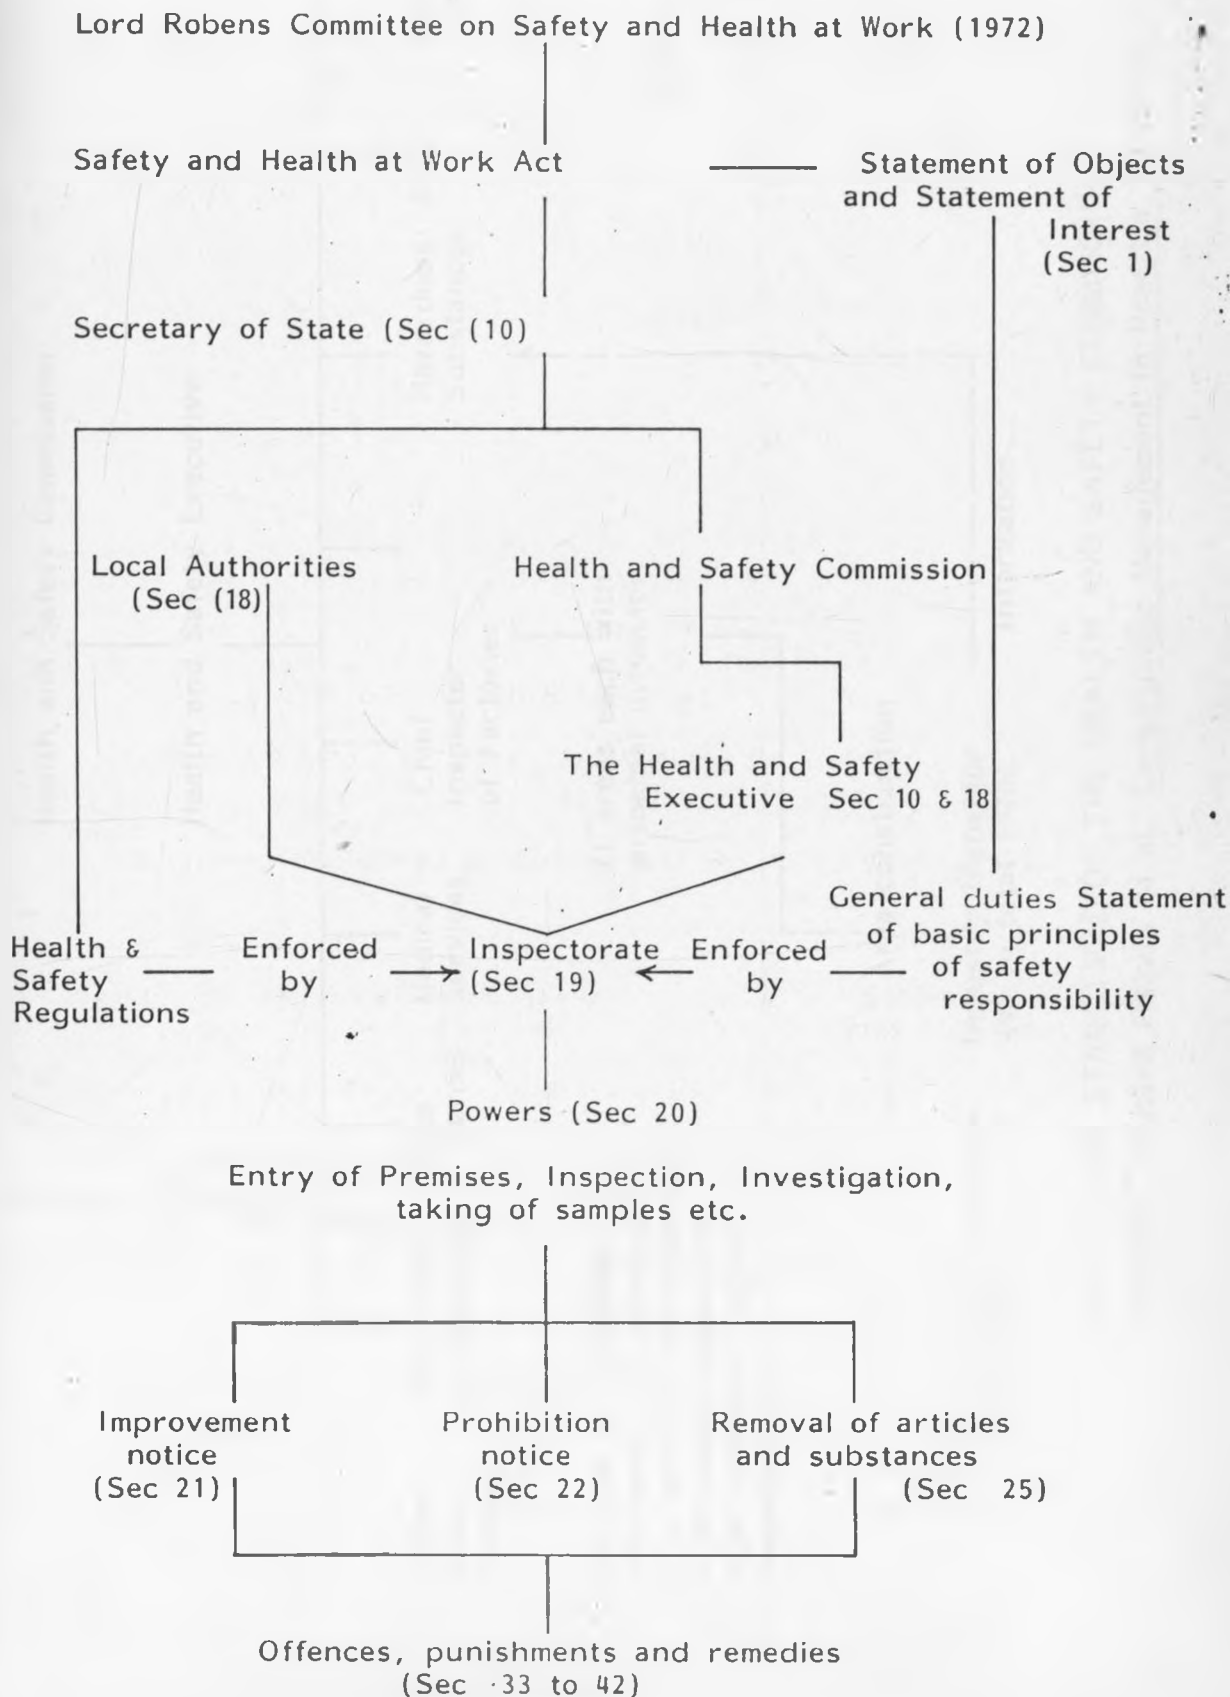 Lord Robens Committee on Safety and Health at Work (1972)
Safety and Health at Work Act
Statement of Objects
and Statement of
Interest
(Sec 1)
Secretary of State (Sec (10)
Local Authorities
(Sec (18)
Health and Safety Commission
The Health and Safety
Executive Sec 10 & 18
General duties Statement
of basic principles
of safety
responsibility
Health &
Safety
Regulations
Enforced
by
Inspectorate
(Sec 19)
Enforced
by
Powers (Sec 20)
Entry of Premises, Inspection, Investigation,
taking of samples etc.
Improvement
notice
(Sec 21)
Prohibition
notice
(Sec 22)
Removal of articles
and substances
(Sec 25)
Offences, punishments and remedies
(Sec 33 to 42)